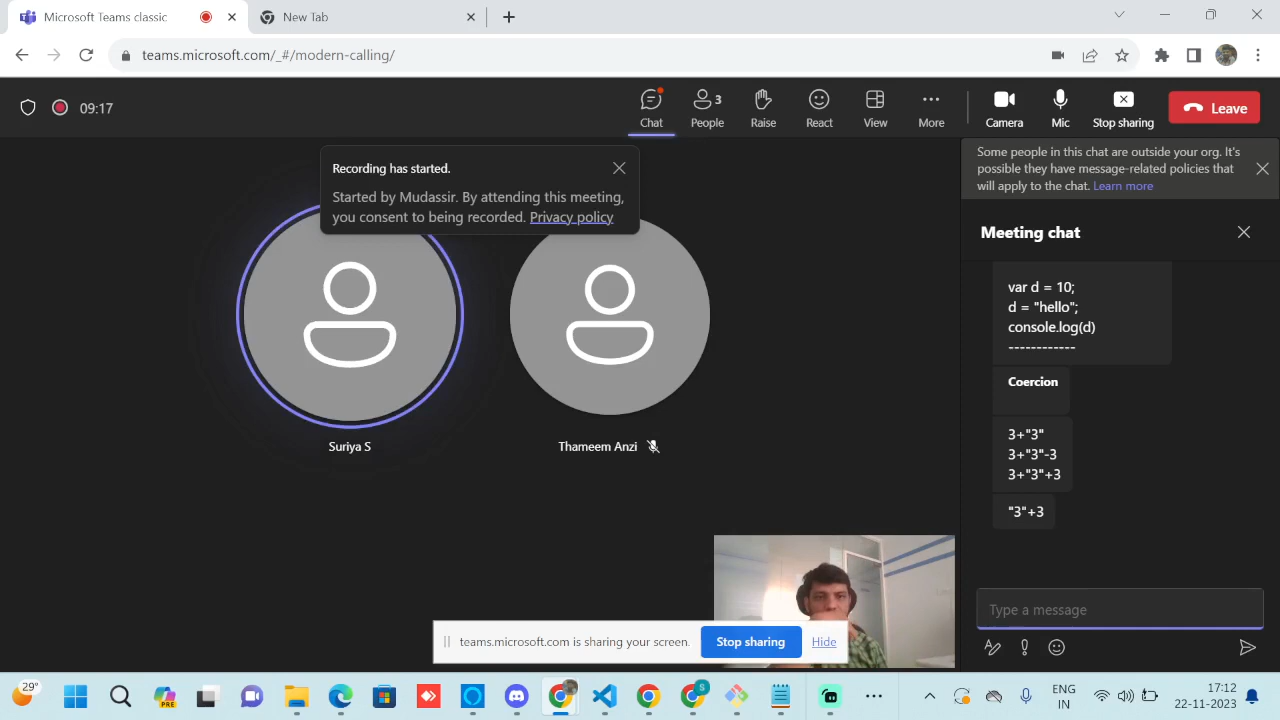 Microsoft Teams classic
New Tab
teams.microsoft.com/_#/modern-calling/
09:17
Chat
People
3
Raise
React
View
More
Camera
Mic
Stop sharing
Leave
Recording has started.
Started by Mudassir. By attending this meeting,
you consent to being recorded. Privacy policy
Some people in this chat are outside your org. It's
possible they have message-related policies that
will apply to the chat. Learn more
Meeting chat
var d = 10;
d = "hello";
console.log(d)
------------
Coercion
3+"3"
3+"3"-3
3+"3"+3
"3"+3
Suriya S
Thameem Anzi
teams.microsoft.com is sharing your screen.
Stop sharing
Hide
Type a message
29°
PRE
S
ENG
IN
17:12
22-11-2023